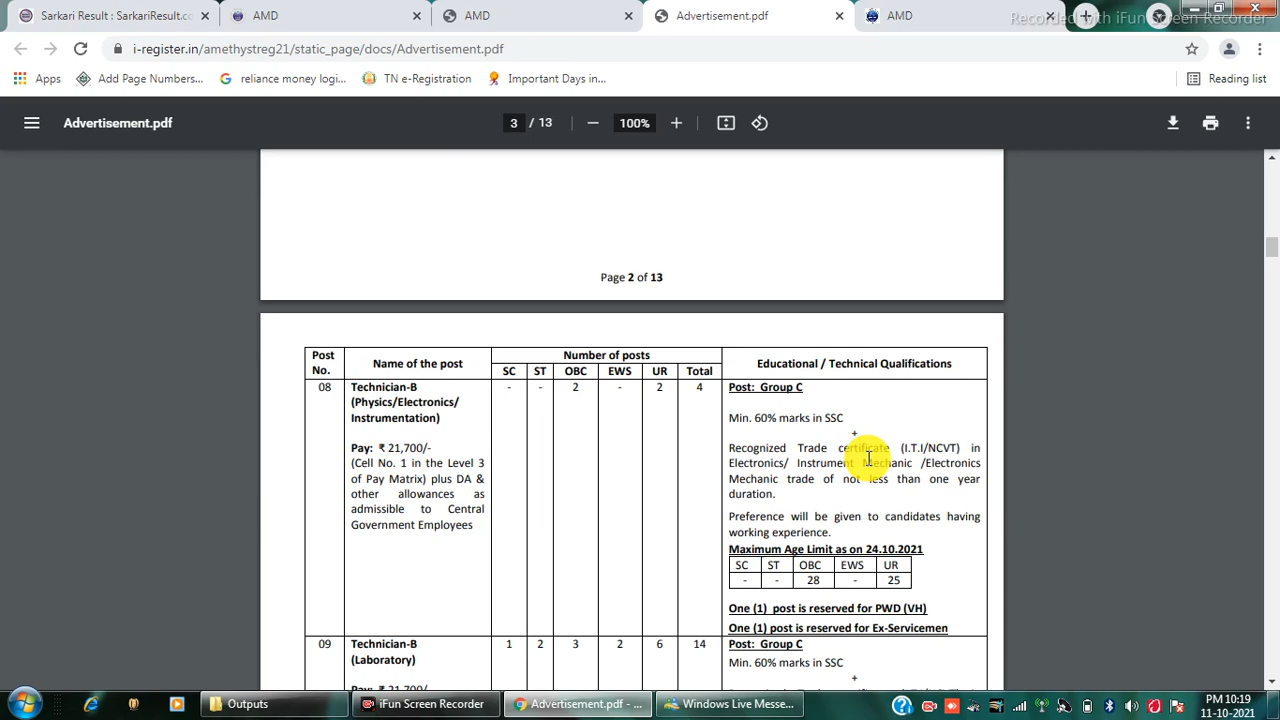 Sarkari Result : SarkariResult.c
AMD
AMD
Advertisement.pdf
AMD
Recorded with iFun Screen Recorder
i-register.in/amethystreg21/static_page/docs/Advertisement.pdf
Apps
Add Page Numbers...
reliance money logi...
TN e-Registration
Important Days in...
Reading list
Advertisement.pdf
3 / 13
100%
Page 2 of 13
Post No.
Name of the post
Number of posts
SC ST OBC EWS UR Total
Educational / Technical Qualifications
08
Technician-B
(Physics/Electronics/
Instrumentation)
Pay: ₹ 21,700/-
(Cell No. 1 in the Level 3
of Pay Matrix) plus DA &
other allowances as
admissible to Central
Government Employees
- - 2 - 2 4
Post: Group C
Min. 60% marks in SSC
+
Recognized Trade certificate (I.T.I/NCVT) in
Electronics/ Instrument Mechanic /Electronics
Mechanic trade of not less than one year
duration.
Preference will be given to candidates having
working experience.
Maximum Age Limit as on 24.10.2021
SC ST OBC EWS UR
- - 28 - 25
One (1) post is reserved for PWD (VH)
One (1) post is reserved for Ex-Servicemen
09
Technician-B
(Laboratory)
1 2 3 2 6 14
Post: Group C
Min. 60% marks in SSC
+
Pay: ₹ 21,700/-
Outputs
iFun Screen Recorder
Advertisement.pdf - ...
Windows Live Messe...
PM 10:19
11-10-2021